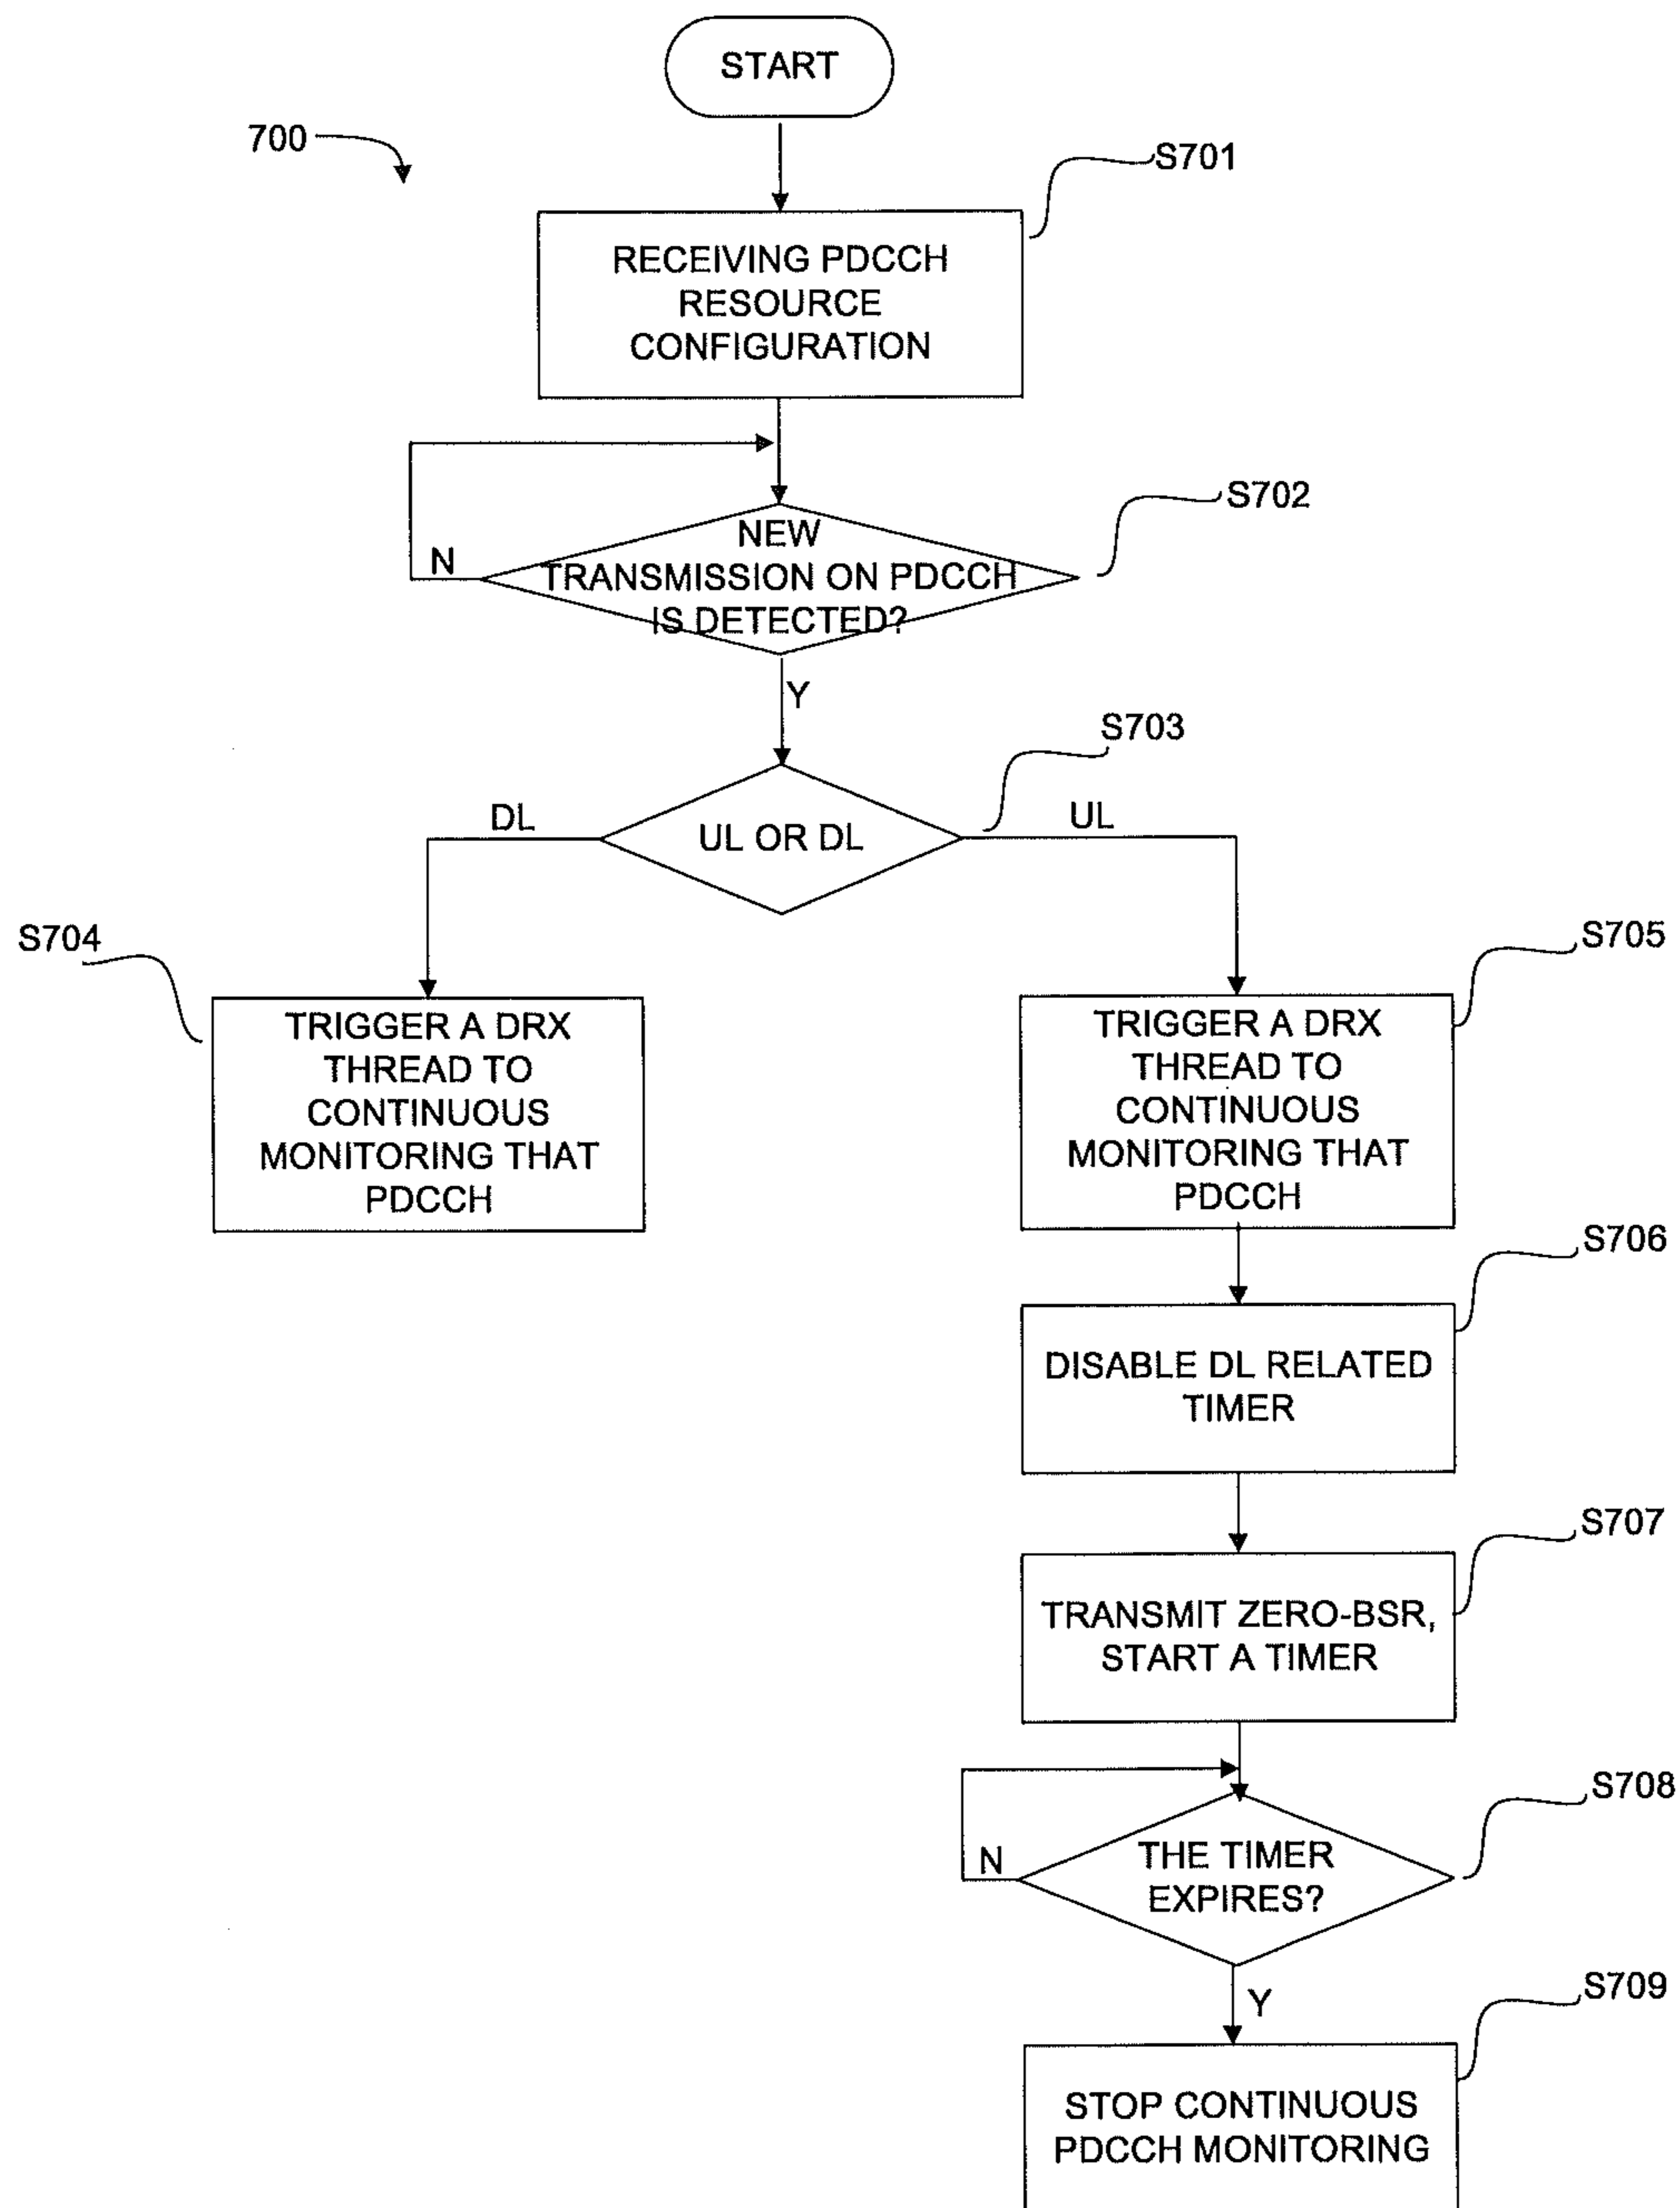 START
700
S701
RECEIVING PDCCH
RESOURCE
CONFIGURATION
S702
NEW
TRANSMISSION ON PDCCH
IS DETECTED?
N
Y
S703
DL
UL OR DL
UL
S704
TRIGGER A DRX
THREAD TO
CONTINUOUS
MONITORING THAT
PDCCH
S705
TRIGGER A DRX
THREAD TO
CONTINUOUS
MONITORING THAT
PDCCH
S706
DISABLE DL RELATED
TIMER
S707
TRANSMIT ZERO-BSR,
START A TIMER
S708
N
THE TIMER
EXPIRES?
Y
S709
STOP CONTINUOUS
PDCCH MONITORING